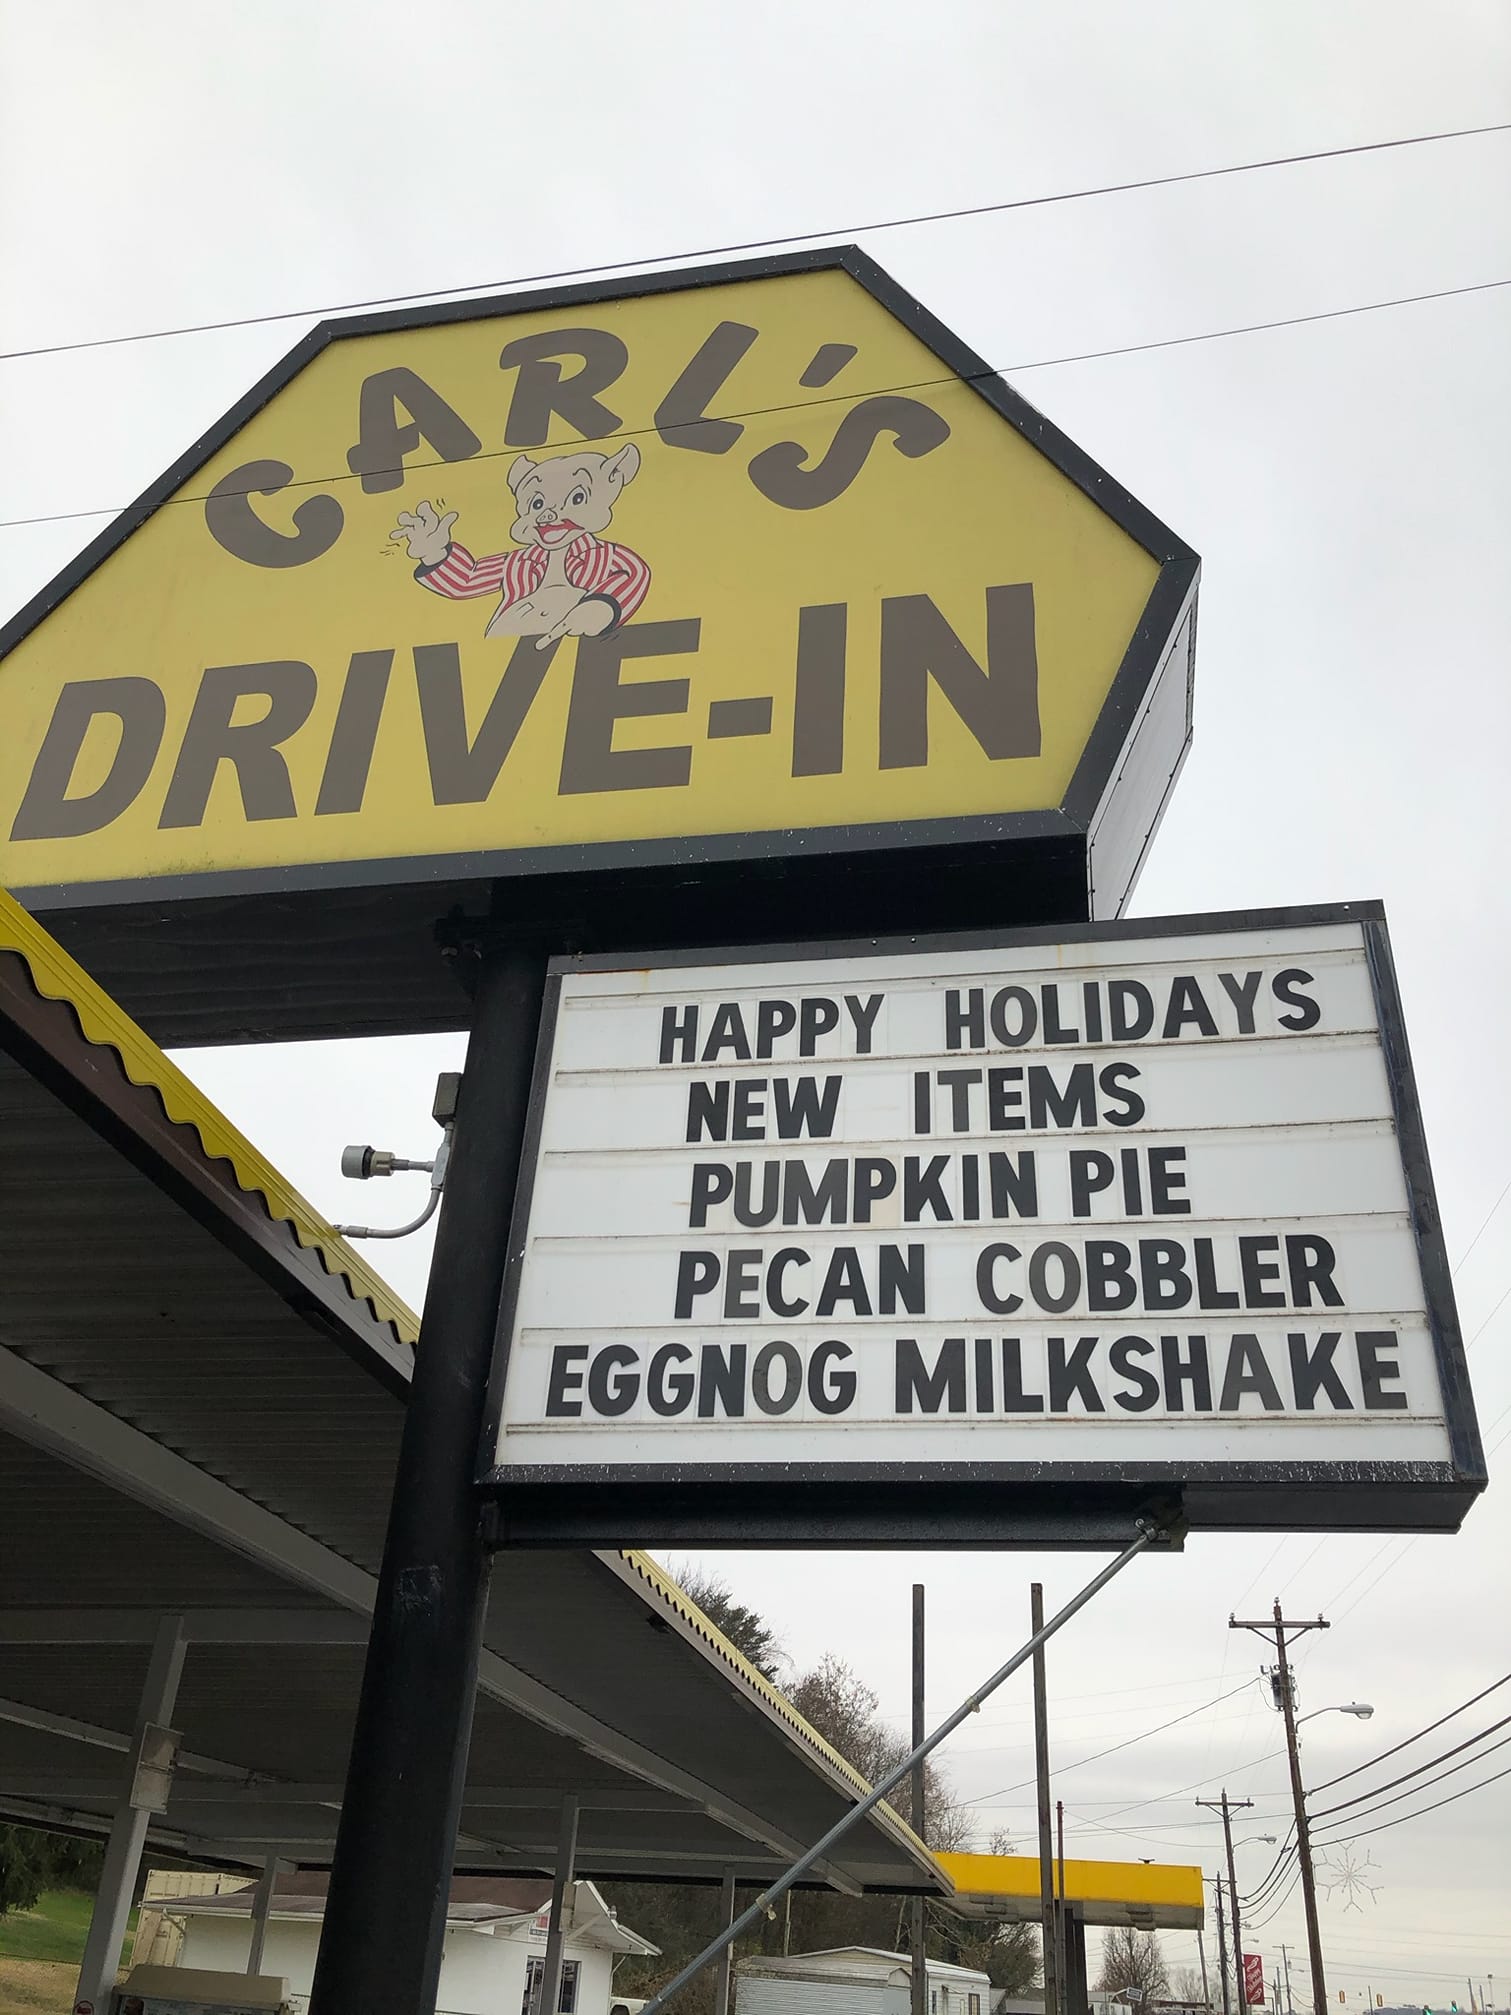 CARL'S
DRIVE-IN
HAPPY HOLIDAYS
NEW ITEMS
PUMPKIN PIE
PECAN COBBLER
EGGNOG MILKSHAKE